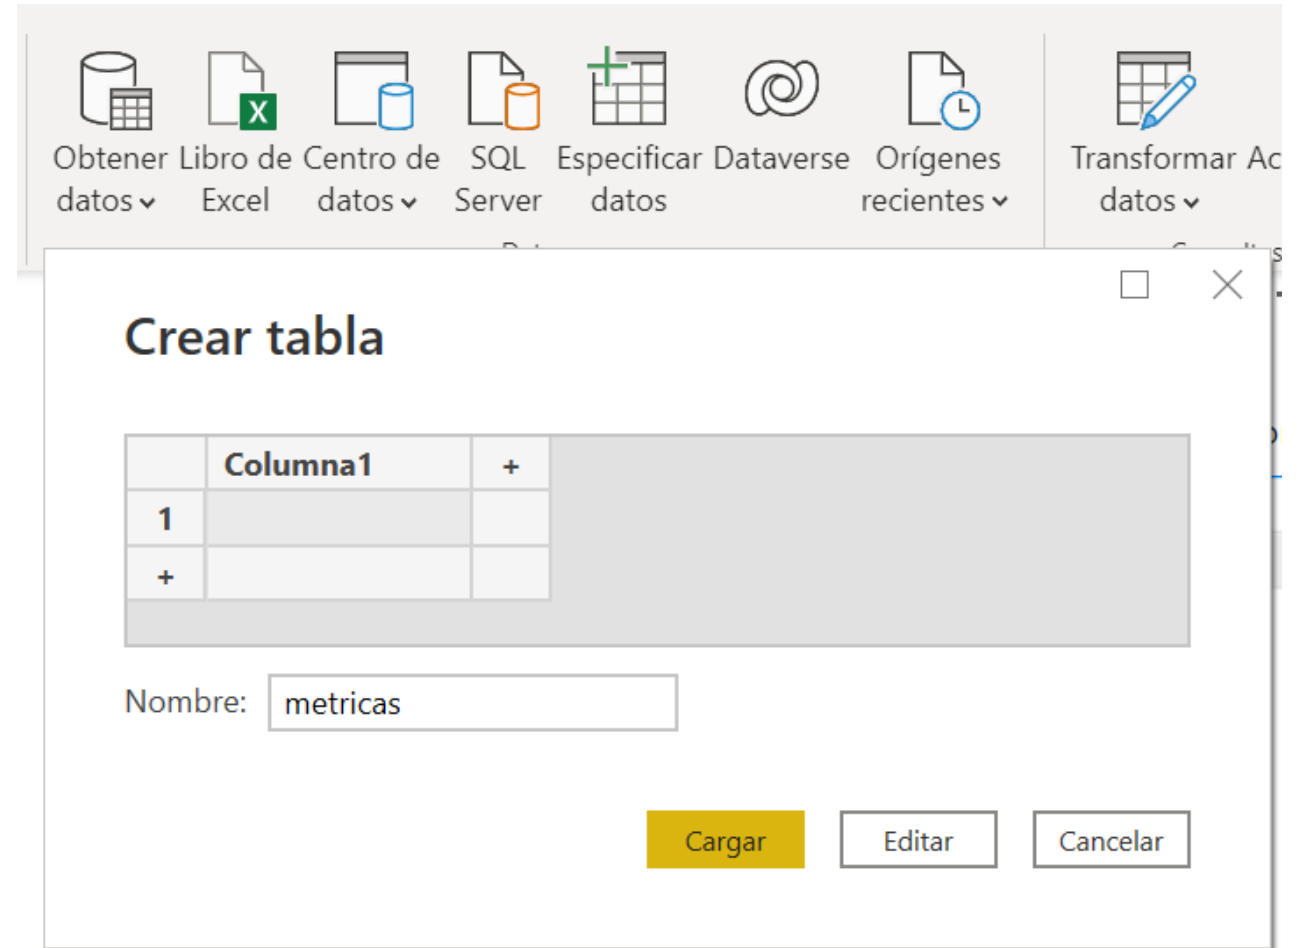 Obtener Libro de Centro de SQL Especificar Dataverse Orígenes Transformar
datos Excel datos Server datos recientes datos
Crear tabla
Columna1 +
1
+
Nombre: metricas
Cargar Editar Cancelar